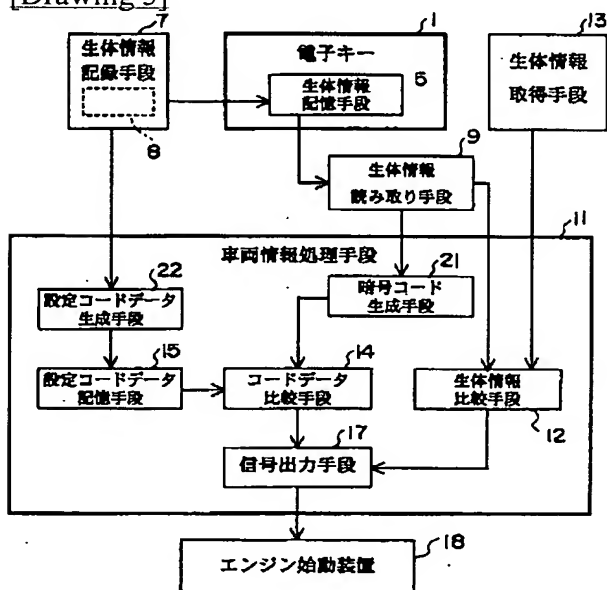 [Drawing 5]
7
1
13
生体情報
記録手段
8
電子キー
生体情報
記憶手段
5
生体情報
取得手段
9
生体情報
読み取り手段
11
車両情報処理手段
22
設定コードデータ
生成手段
21
暗号コード
生成手段
15
設定コードデータ
記憶手段
14
コードデータ
比較手段
生体情報
比較手段
12
17
信号出力手段
エンジン始動装置
18